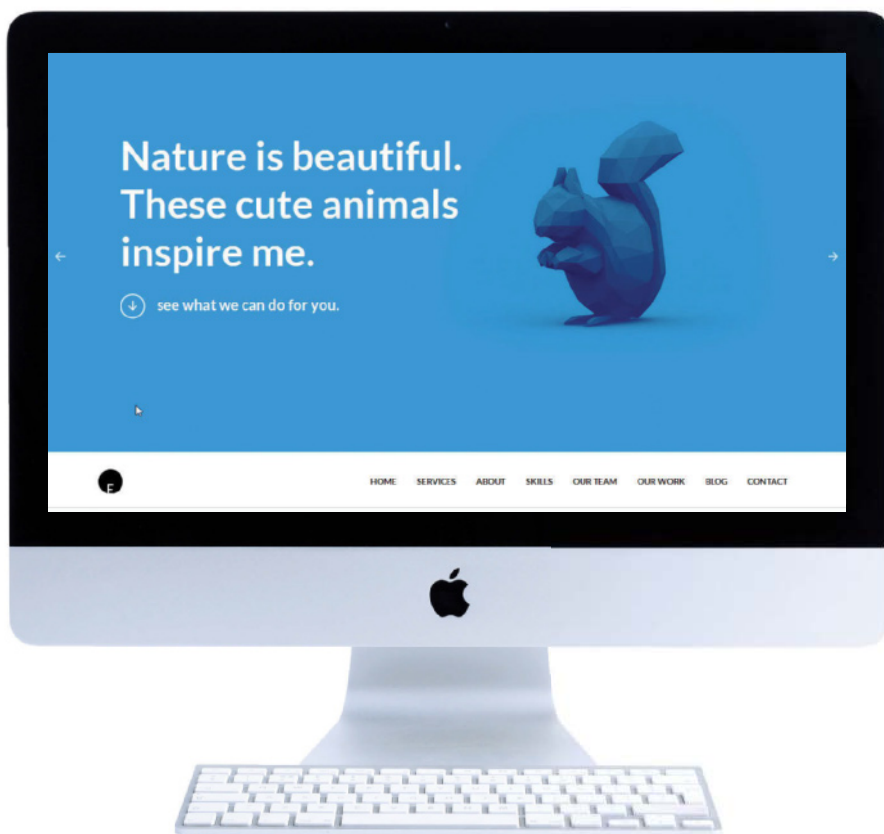 Nature is beautiful.
These cute animals
inspire me.
see what we can do for you.
E
HOME SERVICES ABOUT SKILLS OUR TEAM OUR WORK BLOG CONTACT